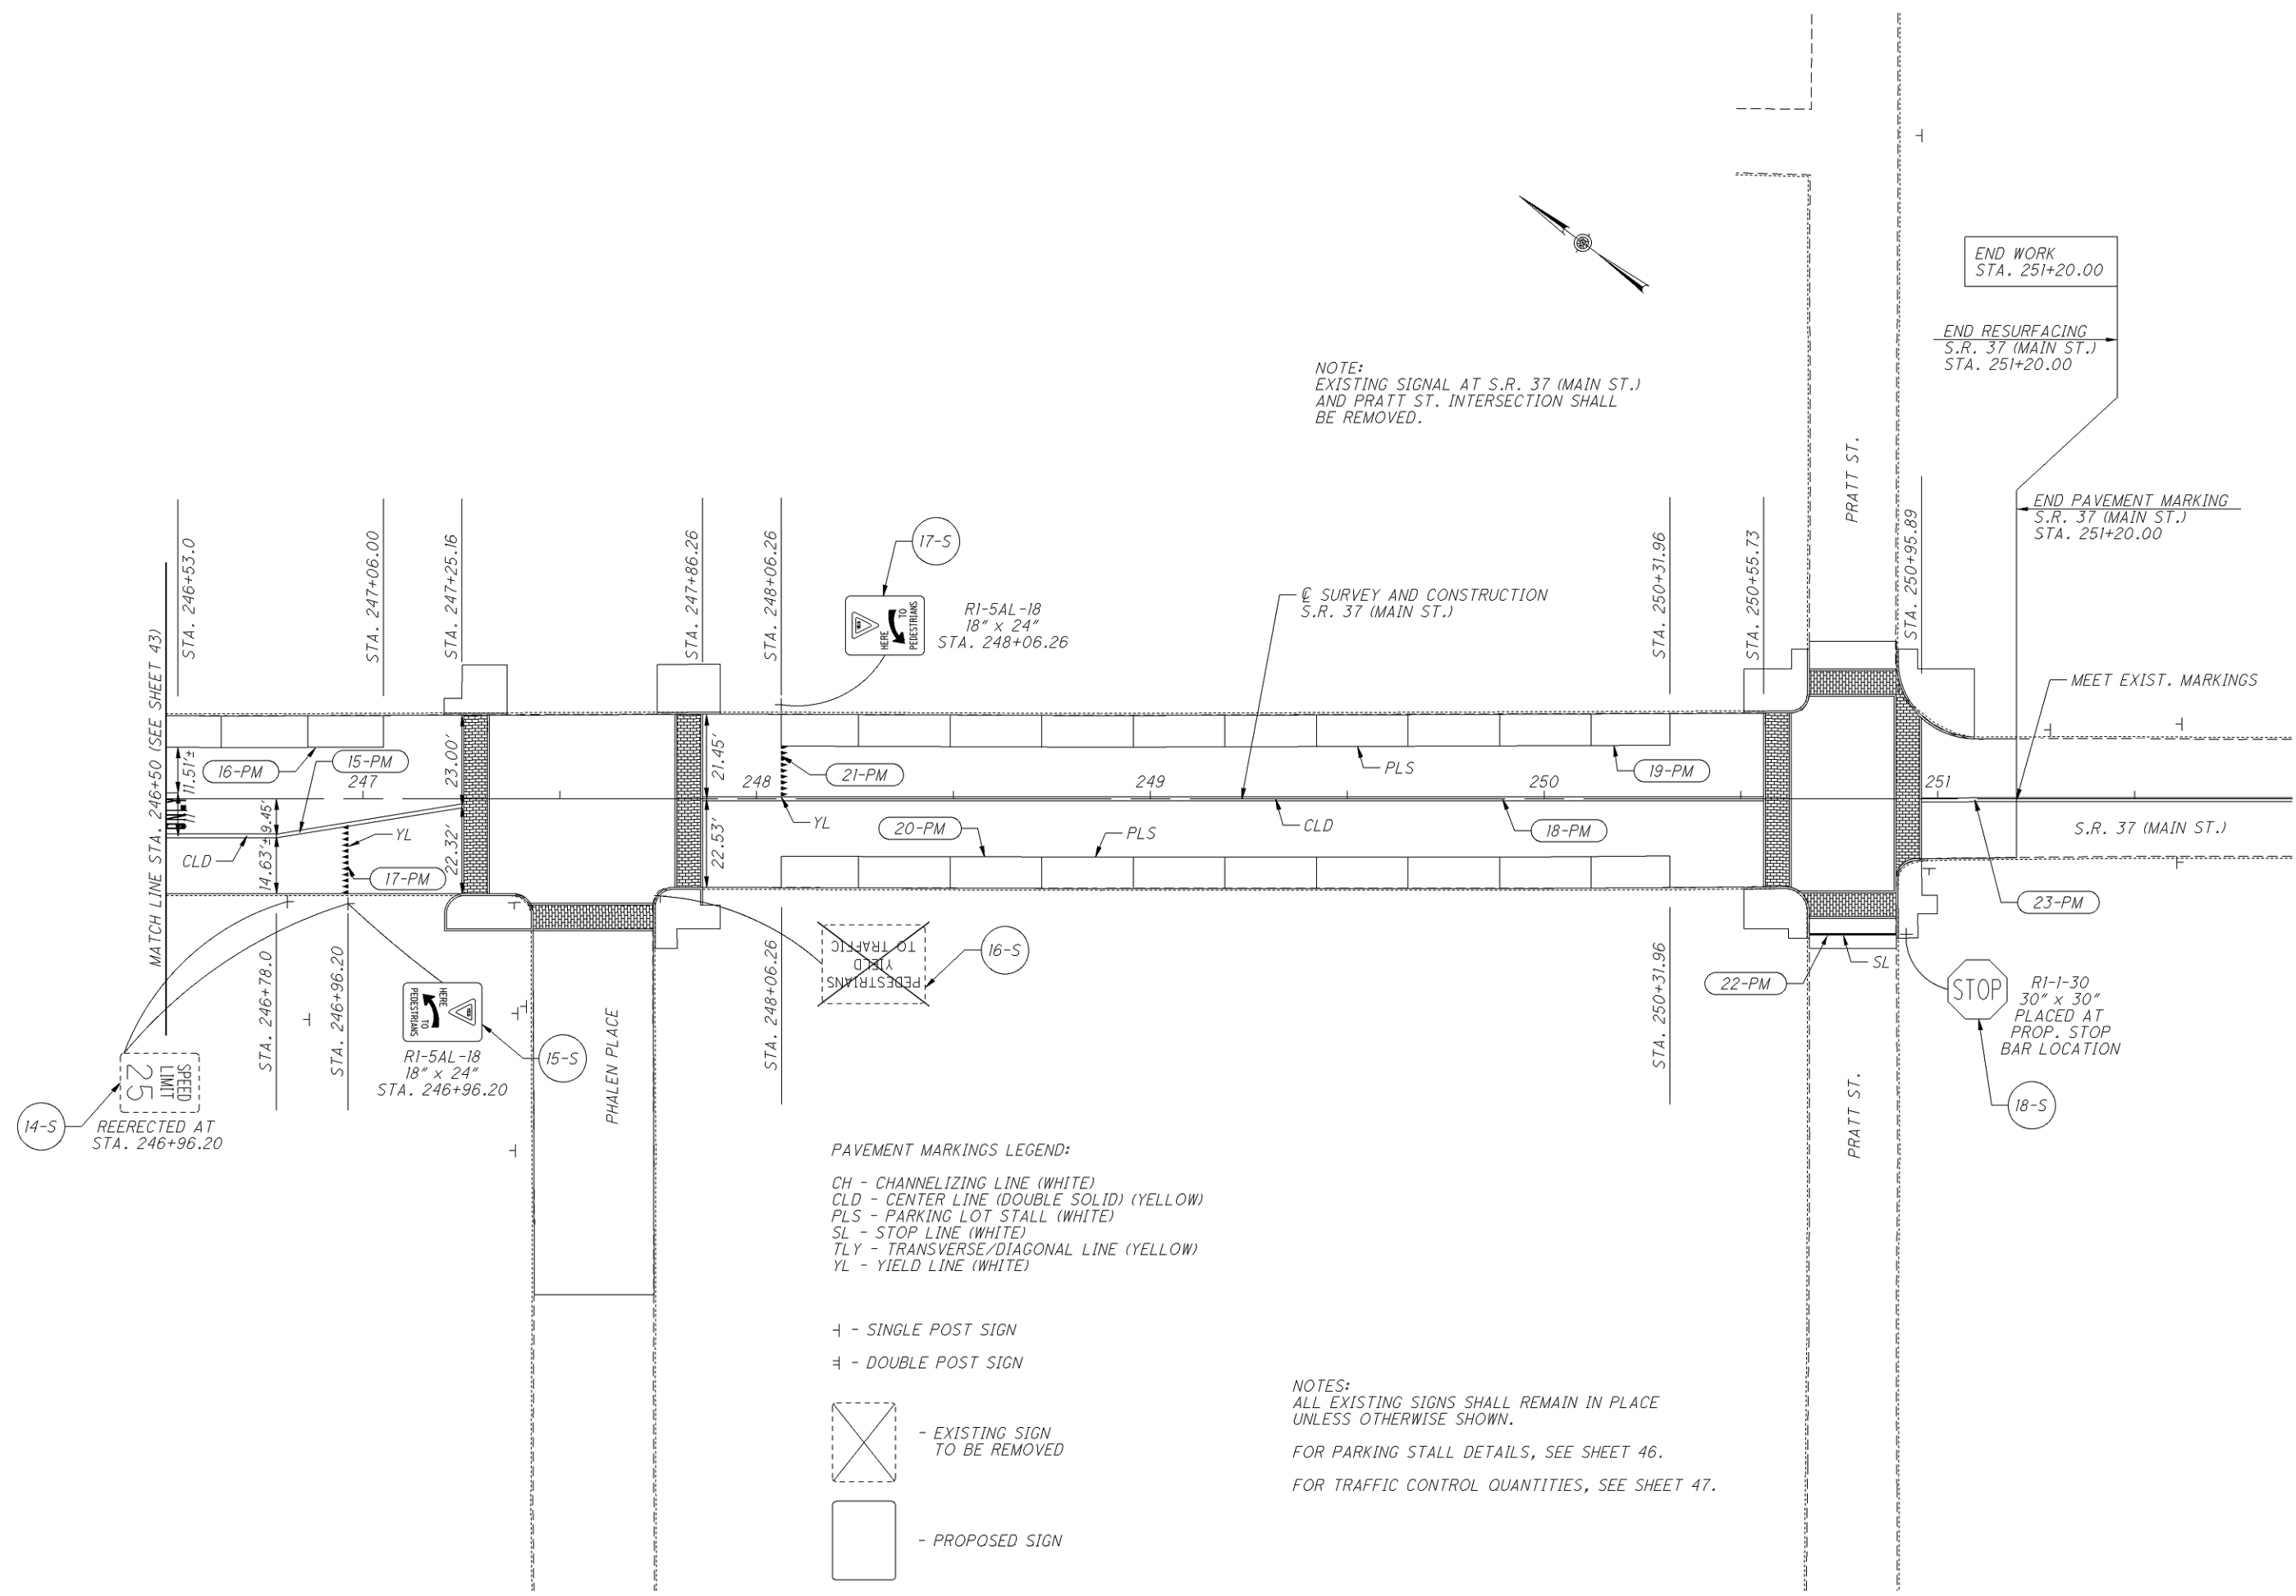 END WORK
STA. 251+20.00
END RESURFACING
S.R. 37 (MAIN ST.)
STA. 251+20.00
NOTE:
EXISTING SIGNAL AT S.R. 37 (MAIN ST.)
AND PRATT ST. INTERSECTION SHALL
BE REMOVED.
PRATT ST.
END PAVEMENT MARKING
S.R. 37 (MAIN ST.)
STA. 251+20.00
MATCH LINE STA. 246+50 (SEE SHEET 43)
STA. 246+53.0
STA. 247+06.00
STA. 247+25.16
STA. 247+86.26
STA. 248+06.26
17-S
HERE
TO
PEDESTRIANS
R1-5AL-18
18" x 24"
STA. 248+06.26
℄ SURVEY AND CONSTRUCTION
S.R. 37 (MAIN ST.)
STA. 250+31.96
STA. 250+55.73
STA. 250+95.89
MEET EXIST. MARKINGS
11.51'±
16-PM
15-PM
247
23.00'
21.45'
248
21-PM
249
PLS
250
19-PM
251
11'
9.45'
14.63'±
CLD
YL
17-PM
22.32'
22.53'
YL
20-PM
PLS
CLD
18-PM
S.R. 37 (MAIN ST.)
23-PM
STA. 246+78.0
STA. 246+96.20
HERE
TO
PEDESTRIANS
R1-5AL-18
18" x 24"
STA. 246+96.20
15-S
SPEED
LIMIT
25
14-S
REERECTED AT
STA. 246+96.20
PHALEN PLACE
STA. 248+06.26
PEDESTRIANS
YIELD
TO TRAFFIC
16-S
STA. 250+31.96
22-PM
SL
PRATT ST.
STOP
R1-1-30
30" x 30"
PLACED AT
PROP. STOP
BAR LOCATION
18-S
PAVEMENT MARKINGS LEGEND:
CH - CHANNELIZING LINE (WHITE)
CLD - CENTER LINE (DOUBLE SOLID) (YELLOW)
PLS - PARKING LOT STALL (WHITE)
SL - STOP LINE (WHITE)
TLY - TRANSVERSE/DIAGONAL LINE (YELLOW)
YL - YIELD LINE (WHITE)
- SINGLE POST SIGN
- DOUBLE POST SIGN
- EXISTING SIGN
TO BE REMOVED
- PROPOSED SIGN
NOTES:
ALL EXISTING SIGNS SHALL REMAIN IN PLACE
UNLESS OTHERWISE SHOWN.
FOR PARKING STALL DETAILS, SEE SHEET 46.
FOR TRAFFIC CONTROL QUANTITIES, SEE SHEET 47.